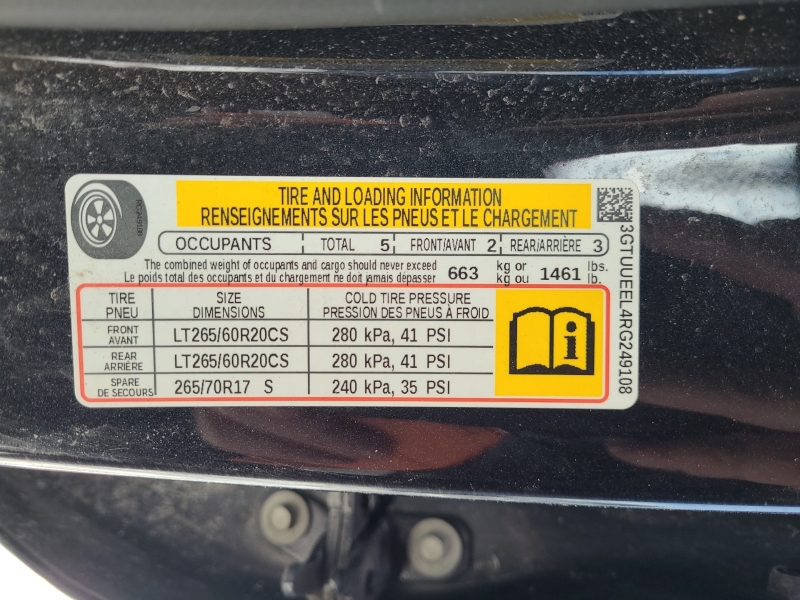 TIRE AND LOADING INFORMATION
RENSEIGNEMENTS SUR LES PNEUS ET LE CHARGEMENT
OCCUPANTS TOTAL 5 FRONT/AVANT 2 REAR/ARRIÈRE 3
The combined weight of occupants and cargo should never exceed 663 kg or 1461 lbs.
Le poids total des occupants et du chargement ne doit jamais dépasser kg ou lb.
TIRE SIZE COLD TIRE PRESSURE
PNEU DIMENSIONS PRESSION DES PNEUS À FROID
FRONT
AVANT LT265/60R20CS 280 kPa, 41 PSI
REAR
ARRIÈRE LT265/60R20CS 280 kPa, 41 PSI
SPARE
DE SECOURS 265/70R17 S 240 kPa, 35 PSI
i
3GTUUEEL4RG249108